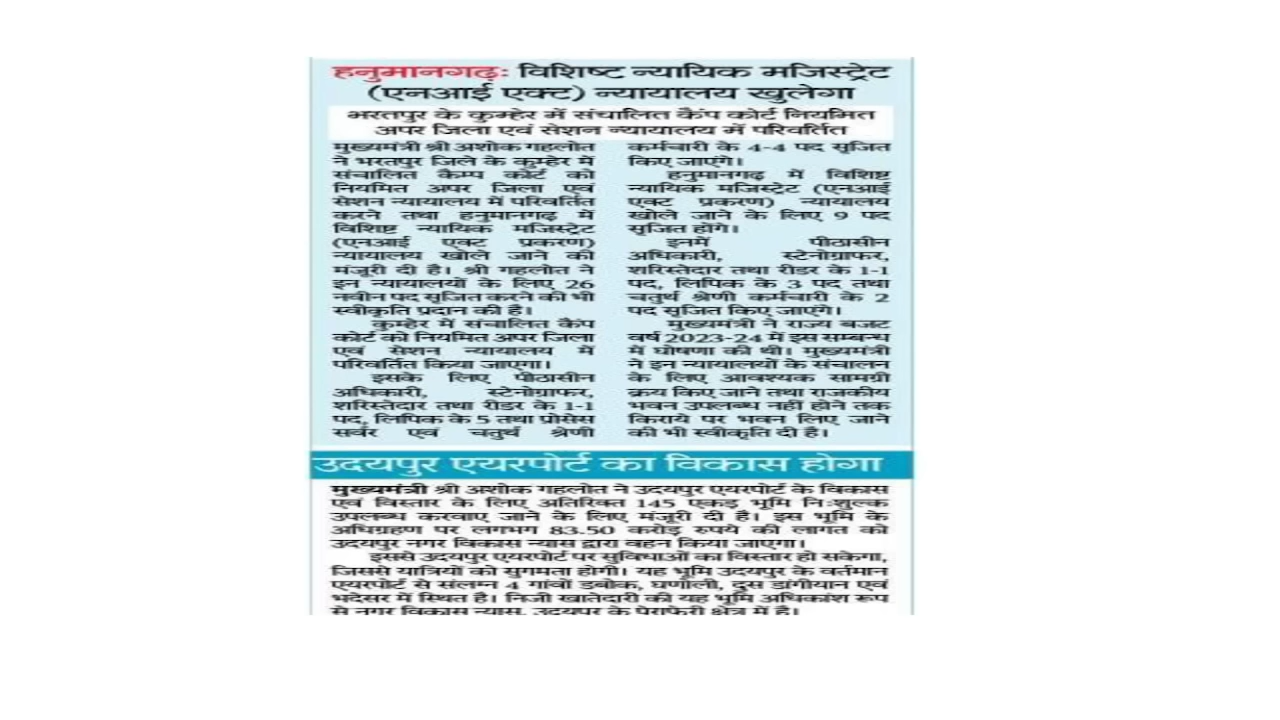 हनुमानगढ़: विशिष्ट न्यायिक मजिस्ट्रेट
(एनआई एक्ट) न्यायालय खुलेगा
भरतपुर के कुम्हेर में संचालित कैंप कोर्ट नियमित
अपर जिला एवं सेशन न्यायालय में परिवर्तित
मुख्यमंत्री श्री अशोक गहलोत
ने भरतपुर जिले के कुम्हेर में
संचालित कैम्प कोर्ट को
नियमित अपर जिला एवं
सेशन न्यायालय में परिवर्तित
करने तथा हनुमानगढ़ में
विशिष्ट न्यायिक मजिस्ट्रेट
(एनआई एक्ट प्रकरण)
न्यायालय खोले जाने की
मंजूरी दी है। श्री गहलोत ने
इन न्यायालयों के लिए 26
नवीन पद सृजित करने की भी
स्वीकृति प्रदान की है।
कुम्हेर में संचालित कैंप
कोर्ट को नियमित अपर जिला
एवं सेशन न्यायालय में
परिवर्तित किया जाएगा।
इसके लिए पीठासीन
अधिकारी, स्टेनोग्राफर,
शरिस्तेदार तथा रीडर के 1-1
पद, लिपिक के 5 तथा प्रोसेस
सर्वर एवं चतुर्थ श्रेणी
कर्मचारी के 4-4 पद सृजित
किए जाएंगे।
हनुमानगढ़ में विशिष्ट
न्यायिक मजिस्ट्रेट (एनआई
एक्ट प्रकरण) न्यायालय
खोले जाने के लिए 9 पद
सृजित होंगे।
इनमें पीठासीन
अधिकारी, स्टेनोग्राफर,
शरिस्तेदार तथा रीडर के 1-1
पद, लिपिक के 3 पद तथा
चतुर्थ श्रेणी कर्मचारी के 2
पद सृजित किए जाएंगे।
मुख्यमंत्री ने राज्य बजट
वर्ष 2023-24 में इस सम्बन्ध
में घोषणा की थी। मुख्यमंत्री
ने इन न्यायालयों के संचालन
के लिए आवश्यक सामग्री
क्रय किए जाने तथा राजकीय
भवन उपलब्ध नहीं होने तक
किराये पर भवन लिए जाने
की भी स्वीकृति दी है।
उदयपुर एयरपोर्ट का विकास होगा
मुख्यमंत्री श्री अशोक गहलोत ने उदयपुर एयरपोर्ट के विकास
एवं विस्तार के लिए अतिरिक्त 145 एकड़ भूमि निःशुल्क
उपलब्ध करवाए जाने के लिए मंजूरी दी है। इस भूमि के
अधिग्रहण पर लगभग 83.50 करोड़ रुपये की लागत को
उदयपुर नगर विकास न्यास द्वारा वहन किया जाएगा।
इससे उदयपुर एयरपोर्ट पर सुविधाओं का विस्तार हो सकेगा,
जिससे यात्रियों को सुगमता होगी। यह भूमि उदयपुर के वर्तमान
एयरपोर्ट से संलग्न 4 गांवों डबोक, घणोली, दुस डांगीयान एवं
भदेसर में स्थित है। निजी खातेदारी की यह भूमि अधिकांश रूप
से नगर विकास न्यास, उदयपुर के पेराफेरी क्षेत्र में है।